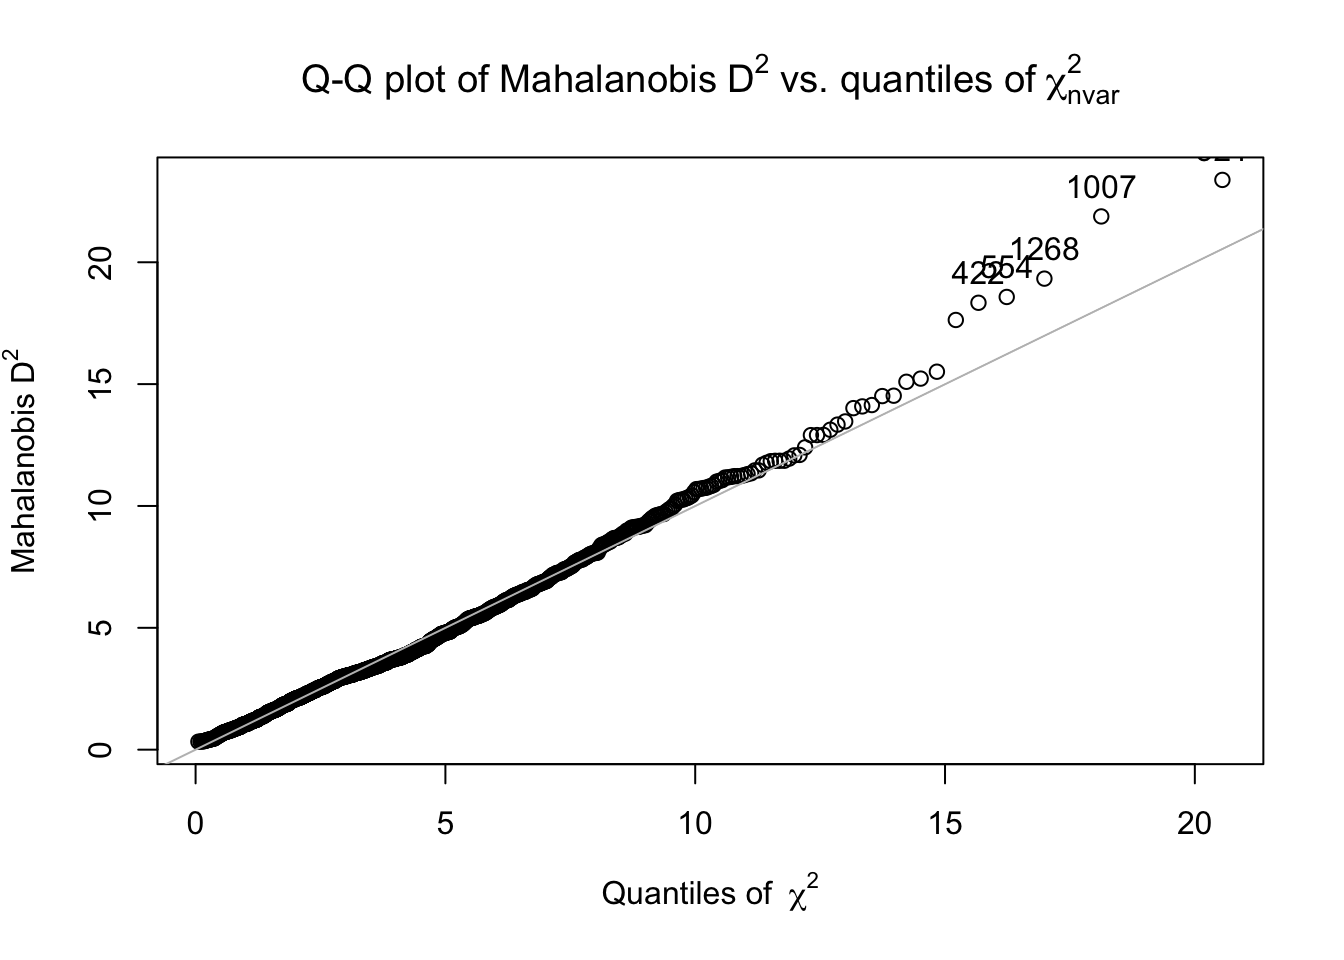 Q-Q plot of Mahalanobis D² vs. quantiles of χ²nvar
1007
1268
554
422
Mahalanobis D²
20
15
10
5
0
0 5 10 15 20
Quantiles of χ²